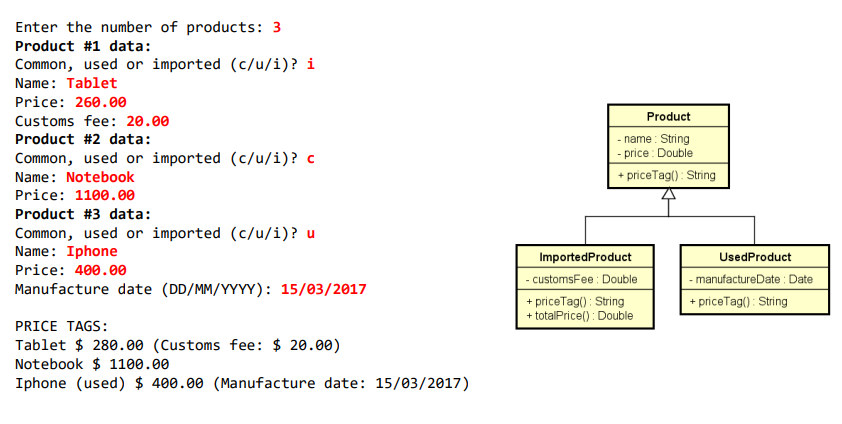 Enter the number of products: 3
Product #1 data:
Common, used or imported (c/u/i)? i
Name: Tablet
Price: 260.00
Customs fee: 20.00
Product #2 data:
Common, used or imported (c/u/i)? c
Name: Notebook
Price: 1100.00
Product #3 data:
Common, used or imported (c/u/i)? u
Name: Iphone
Price: 400.00
Manufacture date (DD/MM/YYYY): 15/03/2017
PRICE TAGS:
Tablet $ 280.00 (Customs fee: $ 20.00)
Notebook $ 1100.00
Iphone (used) $ 400.00 (Manufacture date: 15/03/2017)
Product
- name : String
- price : Double
+ priceTag() : String
ImportedProduct
- customsFee : Double
+ priceTag() : String
+ totalPrice() : Double
UsedProduct
- manufactureDate : Date
+ priceTag() : String